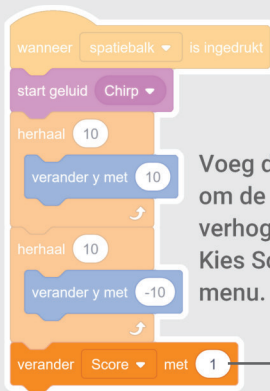 wanneer spatiebalk is ingedrukt
start geluid Chirp
herhaal 10
verander y met 10
herhaal 10
verander y met -10
verander Score met 1
Voeg
om de
verhog
Kies
menu.